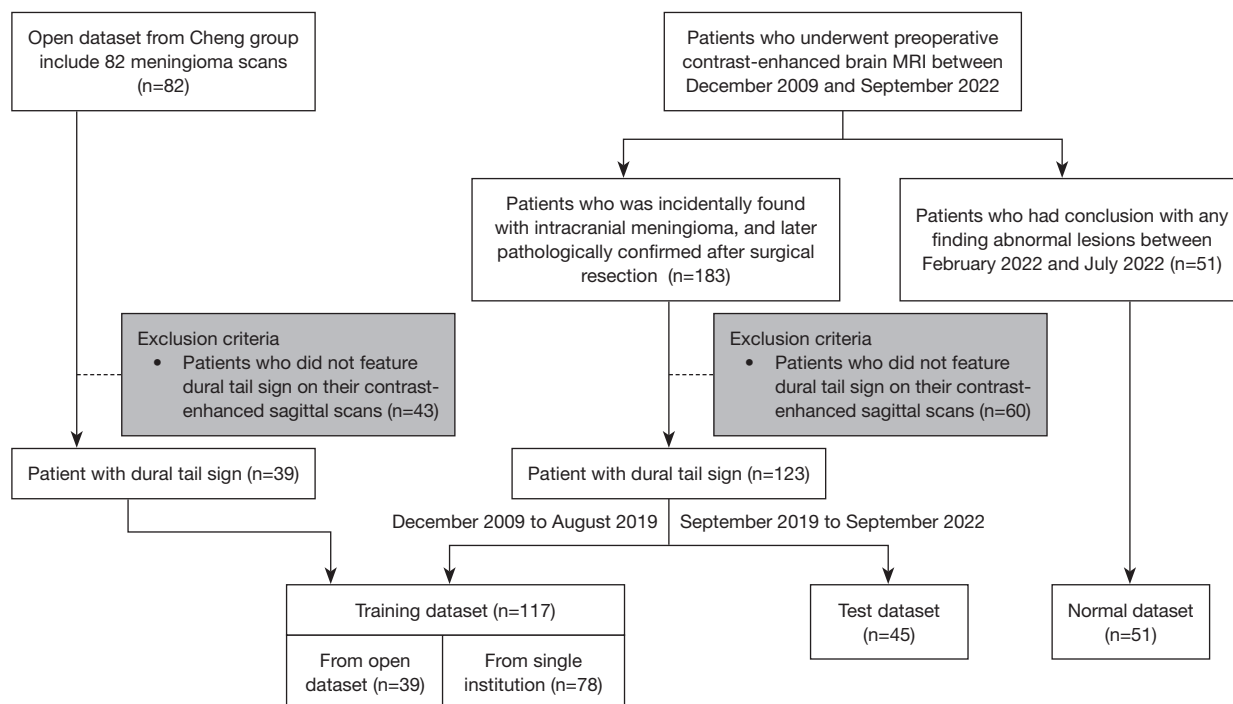 Open dataset from Cheng group
include 82 meningioma scans
(n=82)
Patients who underwent preoperative
contrast-enhanced brain MRI between
December 2009 and September 2022
Patients who was incidentally found
with intracranial meningioma, and later
pathologically confirmed after surgical
resection (n=183)
Patients who had conclusion with any
finding abnormal lesions between
February 2022 and July 2022 (n=51)
Exclusion criteria
• Patients who did not feature
dural tail sign on their contrast-
enhanced sagittal scans (n=43)
Exclusion criteria
• Patients who did not feature
dural tail sign on their contrast-
enhanced sagittal scans (n=60)
Patient with dural tail sign (n=39)
Patient with dural tail sign (n=123)
December 2009 to August 2019
September 2019 to September 2022
Training dataset (n=117)
From open
dataset (n=39)
From single
institution (n=78)
Test dataset
(n=45)
Normal dataset
(n=51)